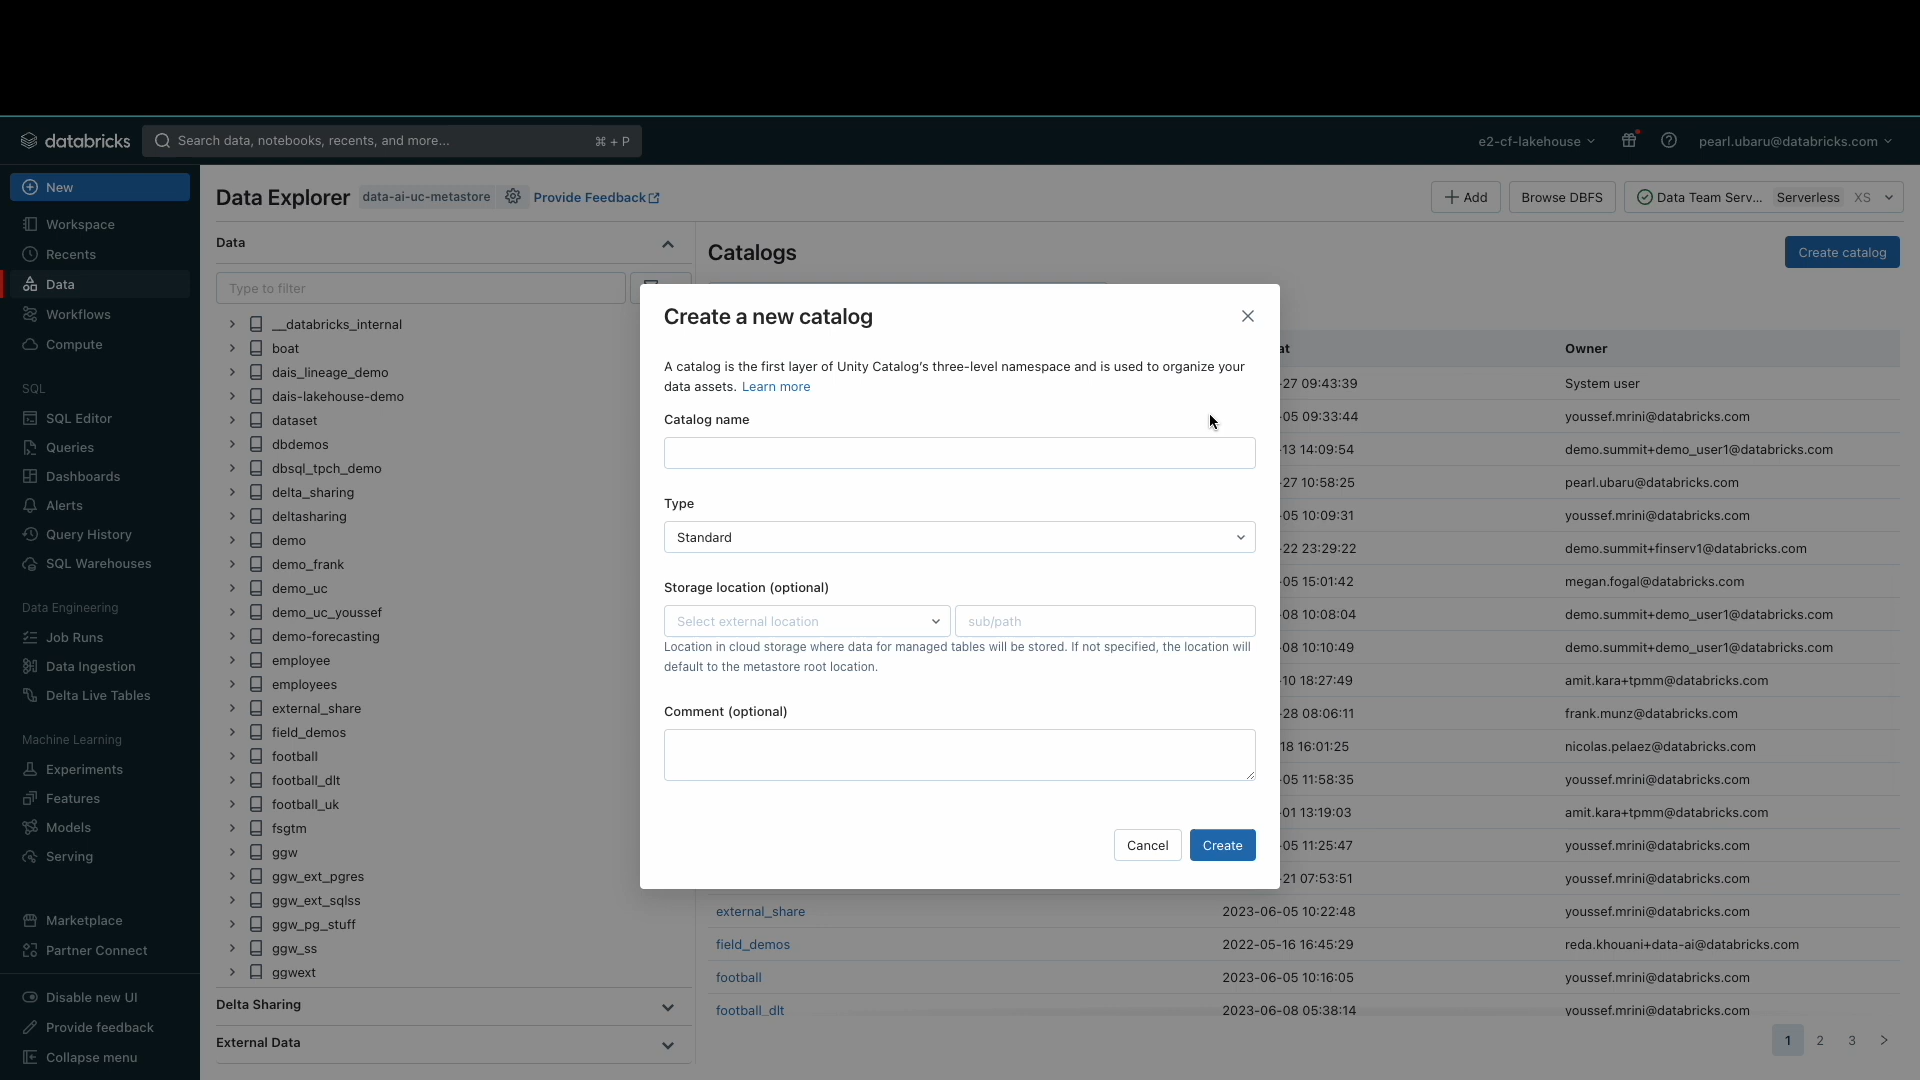 databricks
Search data, notebooks, recents, and more...
⌘ + P
e2-cf-lakehouse
pearl.ubaru@databricks.com
New
Workspace
Recents
Data
Workflows
Compute
SQL
SQL Editor
Queries
Dashboards
Alerts
Query History
SQL Warehouses
Data Engineering
Job Runs
Data Ingestion
Delta Live Tables
Machine Learning
Experiments
Features
Models
Serving
Marketplace
Partner Connect
Disable new UI
Provide feedback
Collapse menu
Data Explorer
data-ai-uc-metastore
Provide Feedback
Add
Browse DBFS
Data Team Serv... Serverless XS
Data
Type to filter
__databricks_internal
boat
dais_lineage_demo
dais-lakehouse-demo
dataset
dbdemos
dbsql_tpch_demo
delta_sharing
deltasharing
demo
demo_frank
demo_uc
demo_uc_youssef
demo-forecasting
employee
employees
external_share
field_demos
football
football_dlt
football_uk
fsgtm
ggw
ggw_ext_pgres
ggw_ext_sqlss
ggw_pg_stuff
ggw_ss
ggwext
Delta Sharing
External Data
Catalogs
Create catalog
Create a new catalog
A catalog is the first layer of Unity Catalog's three-level namespace and is used to organize your
data assets. Learn more
Catalog name
Type
Standard
Storage location (optional)
Select external location
sub/path
Location in cloud storage where data for managed tables will be stored. If not specified, the location will
default to the metastore root location.
Comment (optional)
Cancel
Create
at Owner
-27 09:43:39 System user
-05 09:33:44 youssef.mrini@databricks.com
-13 14:09:54 demo.summit+demo_user1@databricks.com
-27 10:58:25 pearl.ubaru@databricks.com
-05 10:09:31 youssef.mrini@databricks.com
-22 23:29:22 demo.summit+finserv1@databricks.com
-05 15:01:42 megan.fogal@databricks.com
-08 10:08:04 demo.summit+demo_user1@databricks.com
-08 10:10:49 demo.summit+demo_user1@databricks.com
-10 18:27:49 amit.kara+tpmm@databricks.com
-28 08:06:11 frank.munz@databricks.com
18 16:01:25 nicolas.pelaez@databricks.com
-05 11:58:35 youssef.mrini@databricks.com
-01 13:19:03 amit.kara+tpmm@databricks.com
-05 11:25:47 youssef.mrini@databricks.com
-21 07:53:51 youssef.mrini@databricks.com
external_share 2023-06-05 10:22:48 youssef.mrini@databricks.com
field_demos 2022-05-16 16:45:29 reda.khouani+data-ai@databricks.com
football 2023-06-05 10:16:05 youssef.mrini@databricks.com
football_dlt 2023-06-08 05:38:14 youssef.mrini@databricks.com
1 2 3